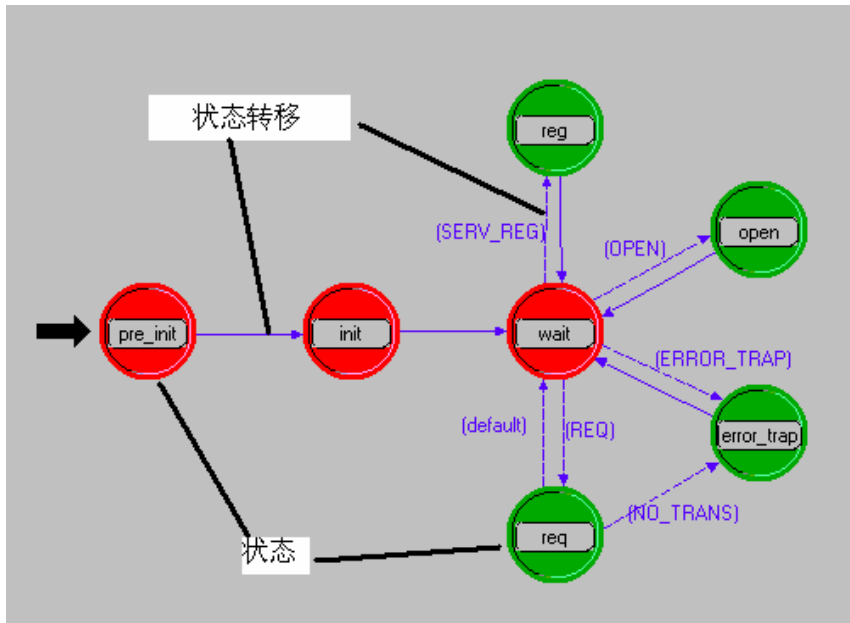 状态转移
reg
(SERV_REG)
open
(OPEN)
pre_init
init
wait
(ERROR_TRAP)
(default)
(REQ)
error_trap
(NO_TRANS)
req
状态